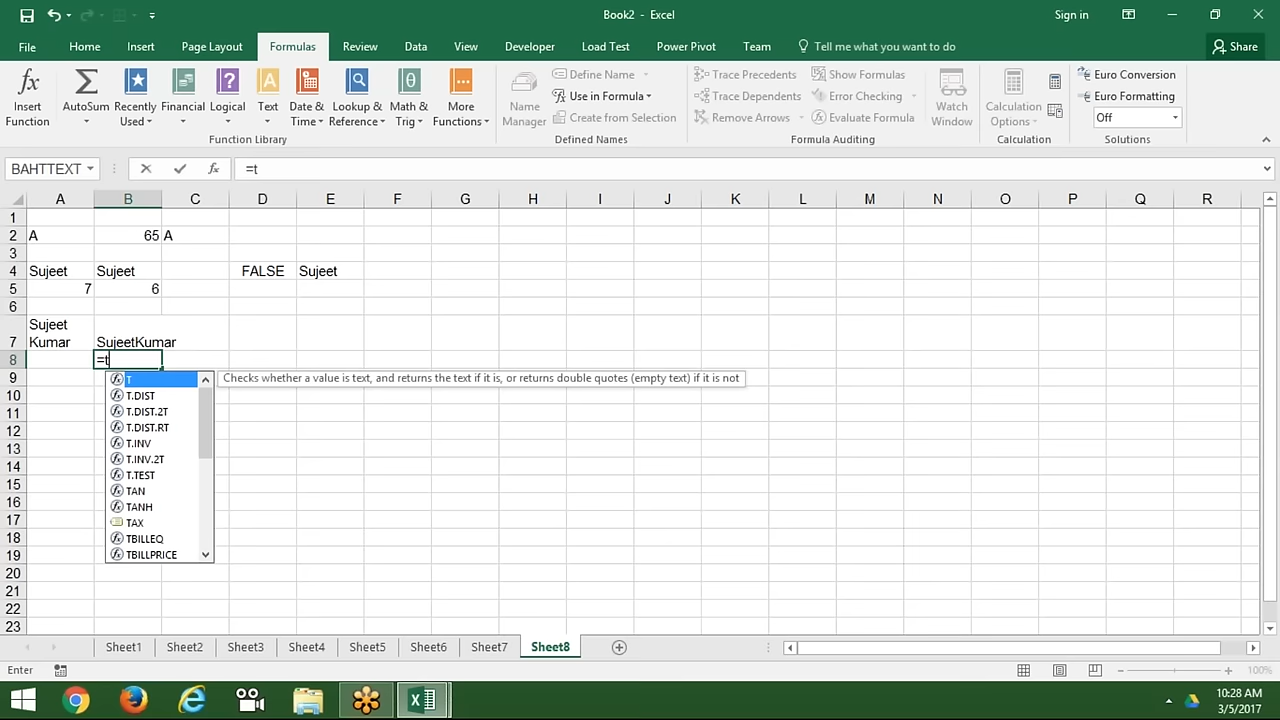 Book2 - Excel
Sign in
File Home Insert Page Layout Formulas Review Data View Developer Load Test Power Pivot Team Tell me what you want to do Share
Insert Function
AutoSum
Recently Used
Financial
Logical
Text
Date & Time
Lookup & Reference
Math & Trig
More Functions
Function Library
Name Manager
Define Name
Use in Formula
Create from Selection
Defined Names
Trace Precedents
Trace Dependents
Remove Arrows
Show Formulas
Error Checking
Evaluate Formula
Formula Auditing
Watch Window
Calculation Options
Calculation
Euro Conversion
Euro Formatting
Off
Solutions
BAHTTEXT fx =t
A B C D E F G H I J K L M N O P Q R
1
2 A 65 A
3
4 Sujeet Sujeet FALSE Sujeet
5 7 6
6
Sujeet
7 Kumar SujeetKumar
8 =t
9 T Checks whether a value is text, and returns the text if it is, or returns double quotes (empty text) if it is not
10 T.DIST
11 T.DIST.2T
12 T.DIST.RT
13 T.INV
14 T.INV.2T
15 T.TEST
16 TAN
17 TANH
TAX
18 TBILLEQ
19 TBILLPRICE
20
21
22
23
Sheet1 Sheet2 Sheet3 Sheet4 Sheet5 Sheet6 Sheet7 Sheet8
Enter 100%
10:28 AM
3/5/2017